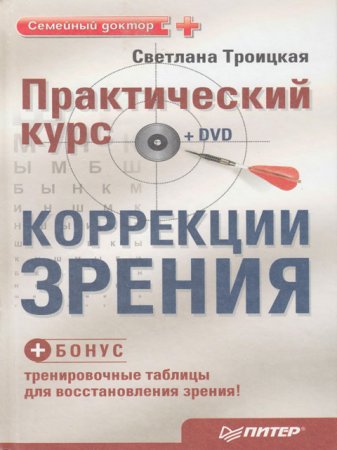 Семейный доктор
Светлана Троицкая
Практический
курс
+ DVD
М Н К
Ы М Б Ш
Б Ы Н К М
КОРРЕКЦИИ
ЗРЕНИЯ
+ БОНУС
тренировочные таблицы
для восстановления зрения!
ПИТЕР